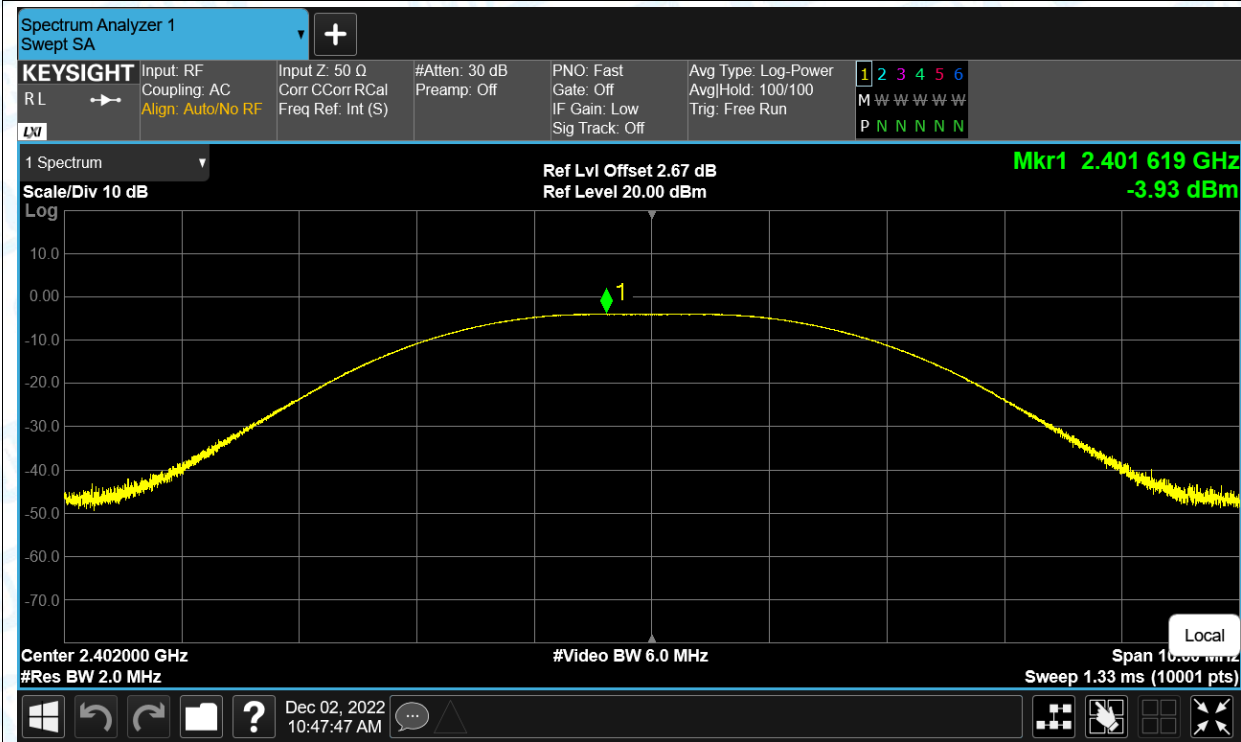 Spectrum Analyzer 1
Swept SA
KEYSIGHT
R L
LXI
Input: RF
Coupling: AC
Align: Auto/No RF
Input Z: 50 Ω
Corr CCorr RCal
Freq Ref: Int (S)
#Atten: 30 dB
Preamp: Off
PNO: Fast
Gate: Off
IF Gain: Low
Sig Track: Off
Avg Type: Log-Power
Avg|Hold: 100/100
Trig: Free Run
1 2 3 4 5 6
M W W W W W
P N N N N N
1 Spectrum
Scale/Div 10 dB
Log
Ref Lvl Offset 2.67 dB
Ref Level 20.00 dBm
Mkr1 2.401 619 GHz
-3.93 dBm
10.0
0.00
1
-10.0
-20.0
-30.0
-40.0
-50.0
-60.0
-70.0
Local
Center 2.402000 GHz
#Video BW 6.0 MHz
Span 10.00 MHz
#Res BW 2.0 MHz
Sweep 1.33 ms (10001 pts)
?
Dec 02, 2022
10:47:47 AM